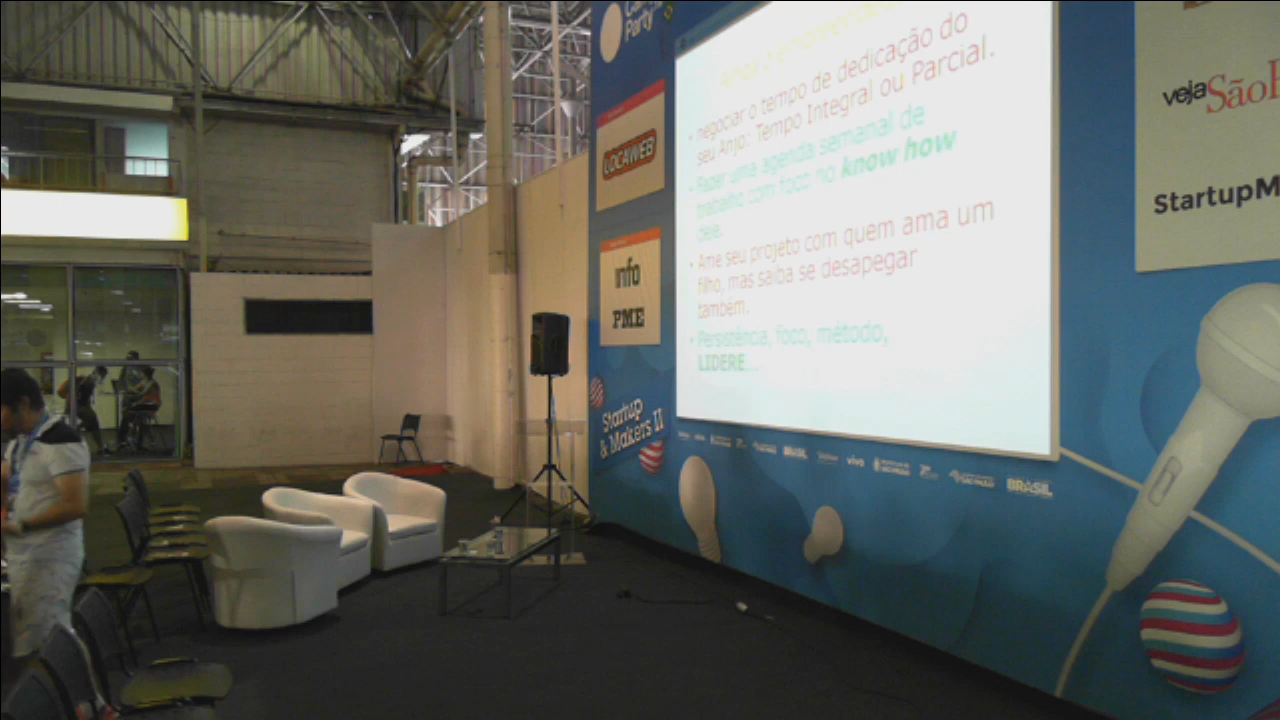 Party
• negociar o tempo de dedicação do
seu Anjo: Tempo Integral ou Parcial.
• Fazer uma agenda semanal de
trabalho com foco no know how
dele.
• Ame seu projeto com quem ama um
filho, mas saiba se desapegar
também.
• Persistência, foco, método,
LIDERE...
LOCAWEB
info
PME
Startup
& Makers II
vivo
BRASIL
veja São
StartupM